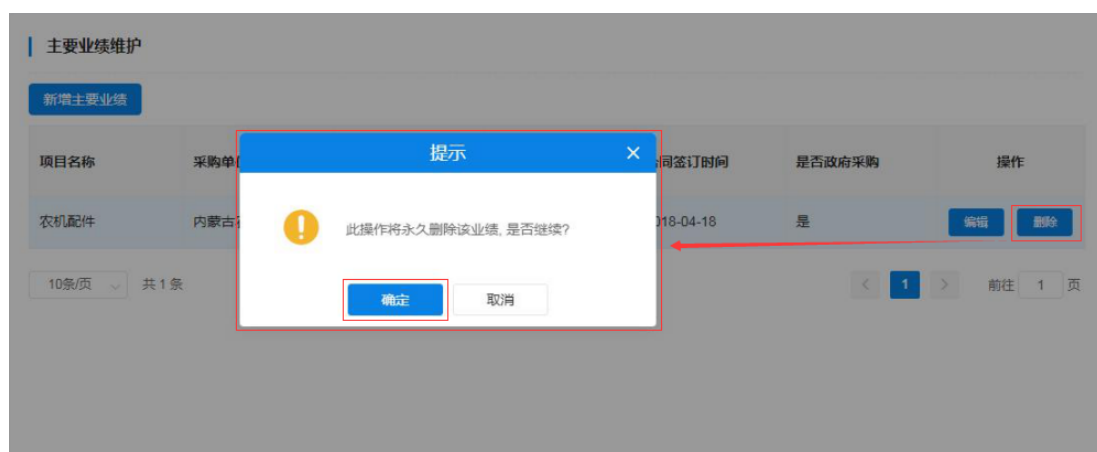 主要业绩维护
新增主要业绩
项目名称 采购单 提示 同签订时间 是否政府采购 操作
农机配件 内蒙古 此操作将永久删除该业绩, 是否继续? 018-04-18 是 编辑 删除
10条/页 共 1 条 1 前往 1 页
确定 取消